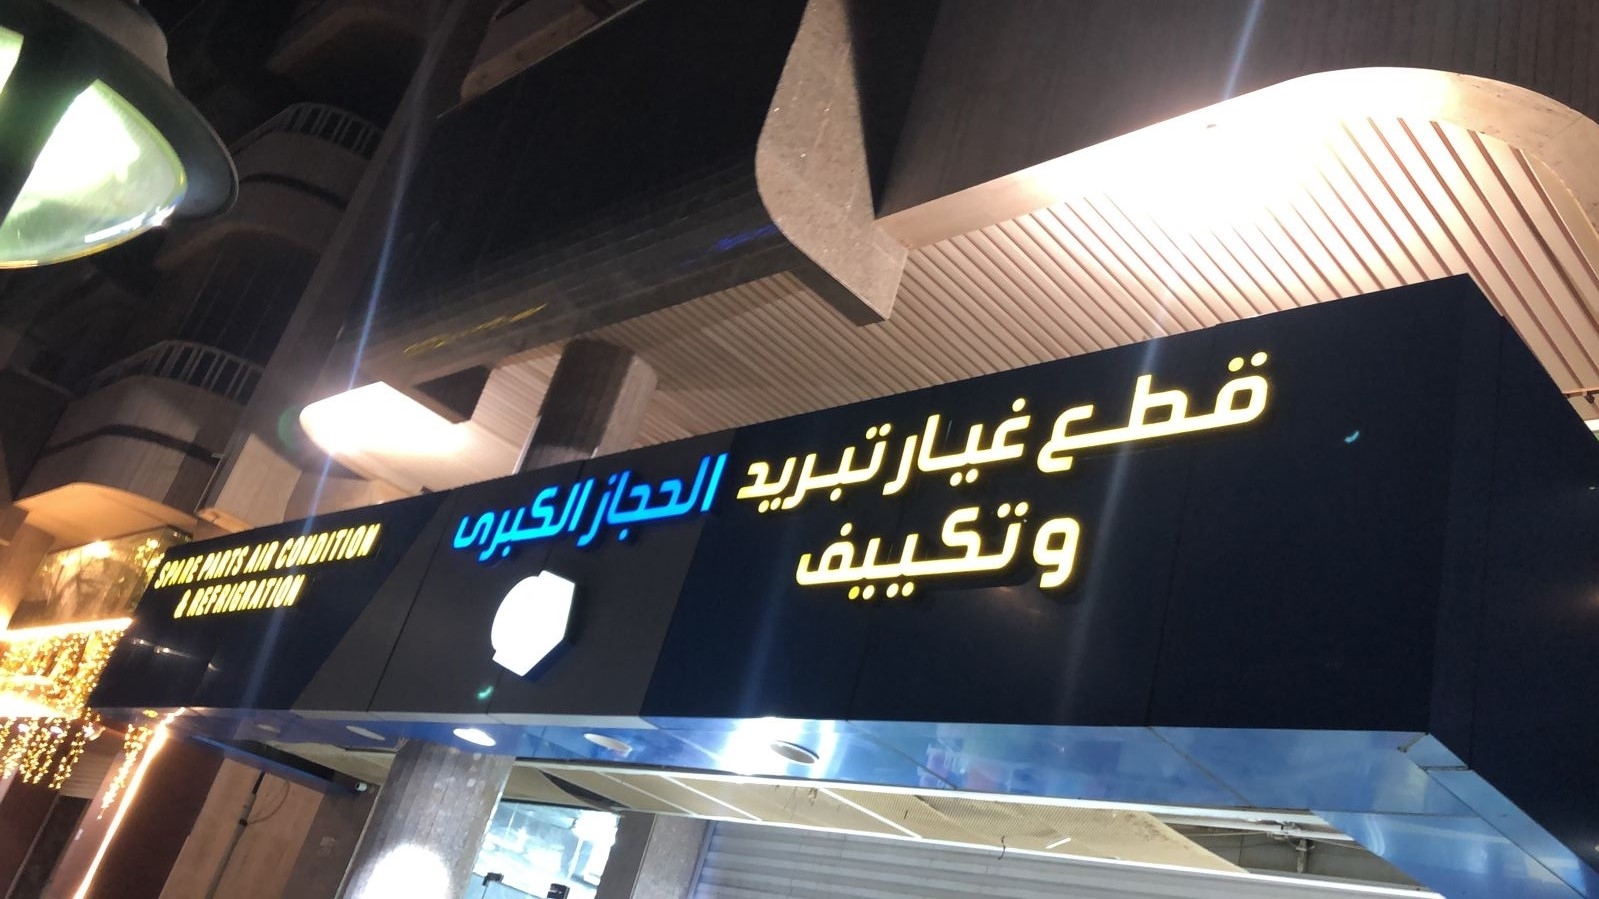 قطع غيار تبريد
وتكييف
الحجاز الكبرى
SPARE PARTS AIR CONDITION
& REFRIGRATION